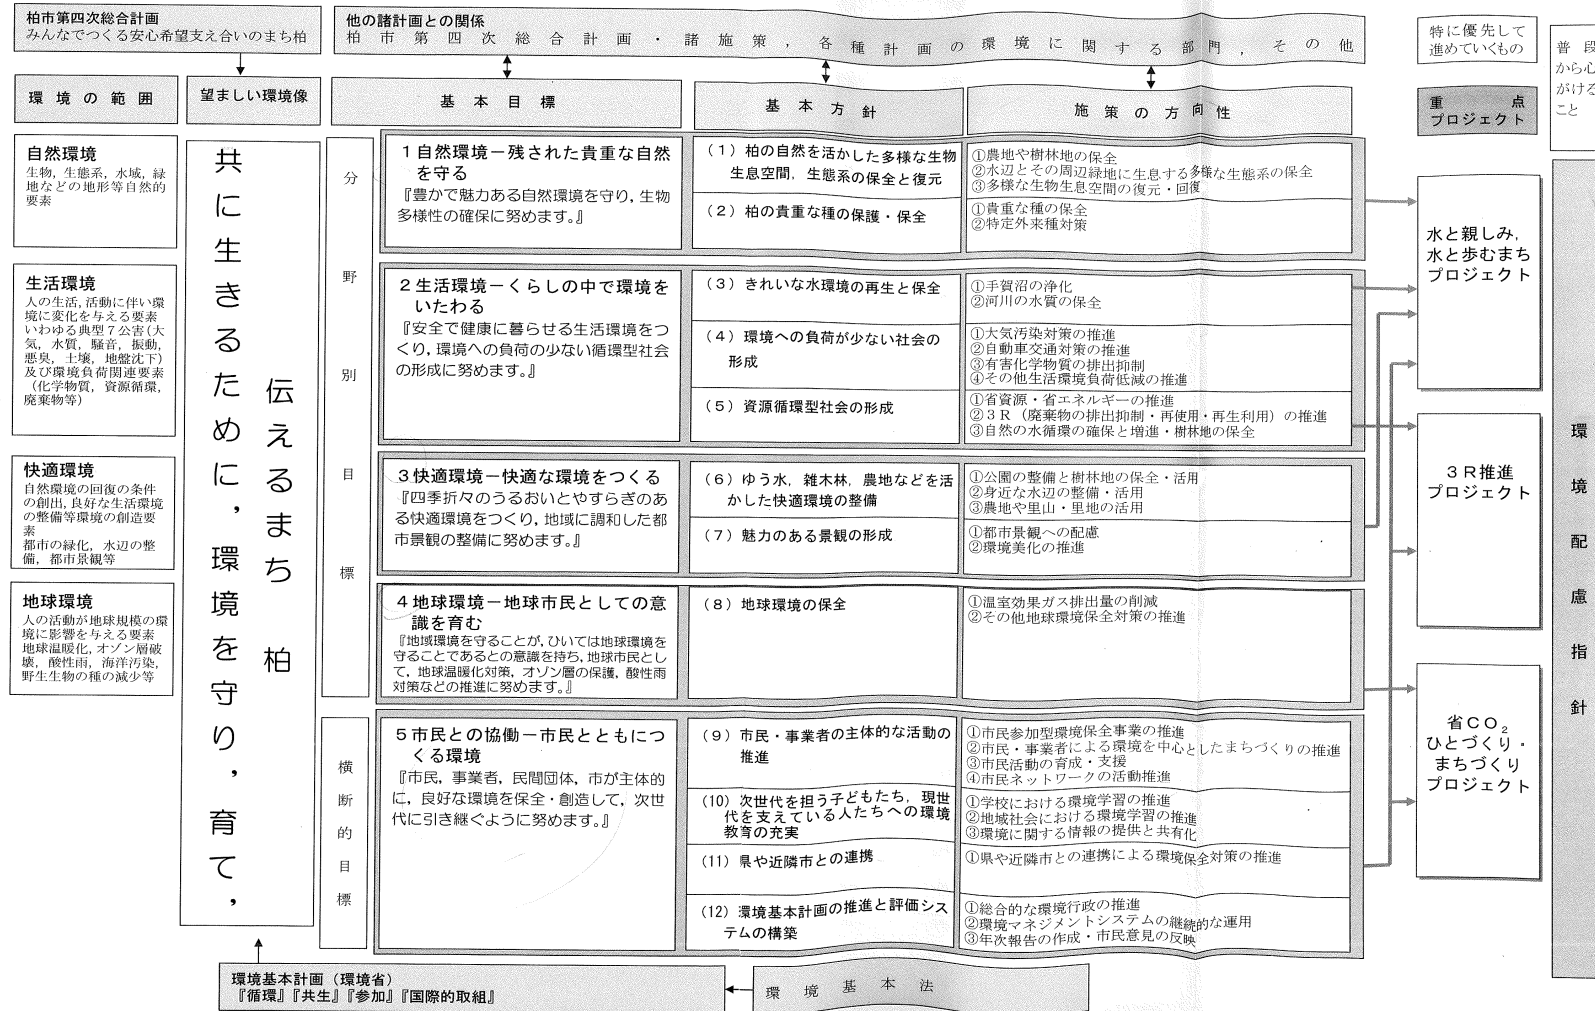 柏市第四次総合計画
みんなでつくる安心希望支え合いのまち柏
他の諸計画との関係
柏市第四次総合計画・諸施策，各種計画の環境に関する部門，その他
特に優先して
進めていくもの
普段
から心
がける
こと
環境の範囲
望ましい環境像
基本目標
基本方針
施策の方向性
重点
プロジェクト
自然環境
生物，生態系，水域，緑
地などの地形等自然的
要素
生活環境
人の生活，活動に伴い環
境に変化を与える要素
いわゆる典型７公害（大
気，水質，騒音，振動，
悪臭，土壌，地盤沈下）
及び環境負荷関連要素
（化学物質，資源循環，
廃棄物等）
快適環境
自然環境の回復の条件
の創出，良好な生活環境
の整備等環境の創造要
素
都市の緑化，水辺の整
備，都市景観等
地球環境
人の活動が地球規模の環
境に影響を与える要素
地球温暖化，オゾン層破
壊，酸性雨，海洋汚染，
野生生物の種の減少等
共に生きるために，環境を守り，育て，
伝えるまち　柏
分野別目標
横断的目標
１自然環境－残された貴重な自然
を守る
『豊かで魅力ある自然環境を守り，生物
多様性の確保に努めます。』
（１）柏の自然を活かした多様な生物
生息空間，生態系の保全と復元
①農地や樹林地の保全
②水辺とその周辺緑地に生息する多様な生態系の保全
③多様な生物生息空間の復元・回復
（２）柏の貴重な種の保護・保全
①貴重な種の保全
②特定外来種対策
２生活環境－くらしの中で環境を
いたわる
『安全で健康に暮らせる生活環境をつ
くり，環境への負荷の少ない循環型社会
の形成に努めます。』
（３）きれいな水環境の再生と保全
①手賀沼の浄化
②河川の水質の保全
（４）環境への負荷が少ない社会の
形成
①大気汚染対策の推進
②自動車交通対策の推進
③有害化学物質の排出抑制
④その他生活環境負荷低減の推進
（５）資源循環型社会の形成
①省資源・省エネルギーの推進
②３Ｒ（廃棄物の排出抑制・再使用・再生利用）の推進
③自然の水循環の確保と増進・樹林地の保全
３快適環境－快適な環境をつくる
『四季折々のうるおいとやすらぎのあ
る快適環境をつくり，地域に調和した都
市景観の整備に努めます。』
（６）ゆう水，雑木林，農地などを活
かした快適環境の整備
①公園の整備と樹林地の保全・活用
②身近な水辺の整備・活用
③農地や里山・里地の活用
（７）魅力のある景観の形成
①都市景観への配慮
②環境美化の推進
４地球環境－地球市民としての意
識を育む
『地域環境を守ることが，ひいては地球環境を
守ることであるとの意識を持ち，地球市民とし
て，地球温暖化対策，オゾン層の保護，酸性雨
対策などの推進に努めます。』
（８）地球環境の保全
①温室効果ガス排出量の削減
②その他地球環境保全対策の推進
５市民との協働－市民とともにつ
くる環境
『市民，事業者，民間団体，市が主体的
に，良好な環境を保全・創造して，次世
代に引き継ぐように努めます。』
（９）市民・事業者の主体的な活動の
推進
①市民参加型環境保全事業の推進
②市民・事業者による環境を中心としたまちづくりの推進
③市民活動の育成・支援
④市民ネットワークの活動推進
（10）次世代を担う子どもたち，現世
代を支えている人たちへの環境
教育の充実
①学校における環境学習の推進
②地域社会における環境学習の推進
③環境に関する情報の提供と共有化
（11）県や近隣市との連携
①県や近隣市との連携による環境保全対策の推進
（12）環境基本計画の推進と評価シス
テムの構築
①総合的な環境行政の推進
②環境マネジメントシステムの継続的な運用
③年次報告の作成・市民意見の反映
水と親しみ，
水と歩むまち
プロジェクト
３Ｒ推進
プロジェクト
省ＣＯ₂
ひとづくり・
まちづくり
プロジェクト
環境配慮指針
環境基本計画（環境省）
『循環』『共生』『参加』『国際的取組』
環境基本法